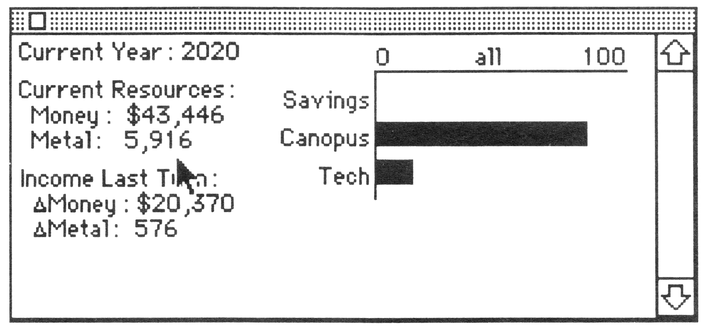 Current Year : 2020
Current Resources :
Money : $43,446
Metal: 5,916
Income Last Turn :
ΔMoney : $20,370
ΔMetal: 576
0 all 100
Savings
Canopus
Tech